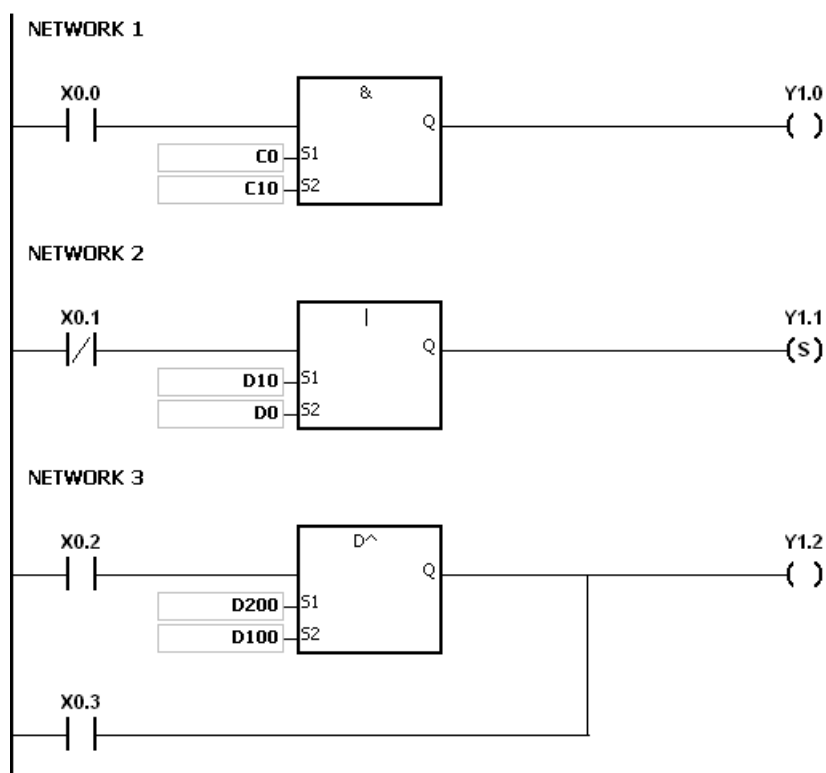 NETWORK 1
X0.0
&
Y1.0
Q
( )
C0 S1
C10 S2
NETWORK 2
X0.1
|
Y1.1
Q
(S)
D10 S1
D0 S2
NETWORK 3
X0.2
D^
Y1.2
Q
( )
D200 S1
D100 S2
X0.3